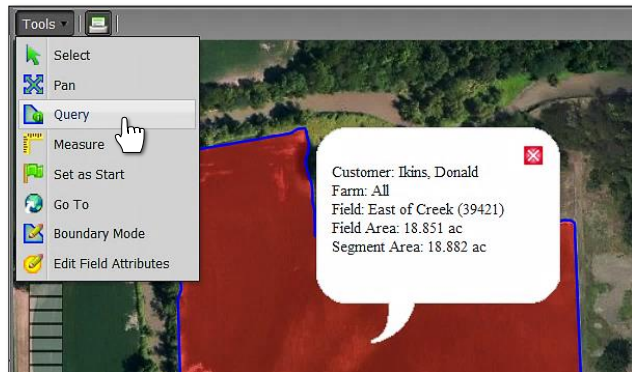 Tools
Select
Pan
Query
Measure
Set as Start
Go To
Boundary Mode
Edit Field Attributes
Customer: Ikins, Donald
Farm: All
Field: East of Creek (39421)
Field Area: 18.851 ac
Segment Area: 18.882 ac